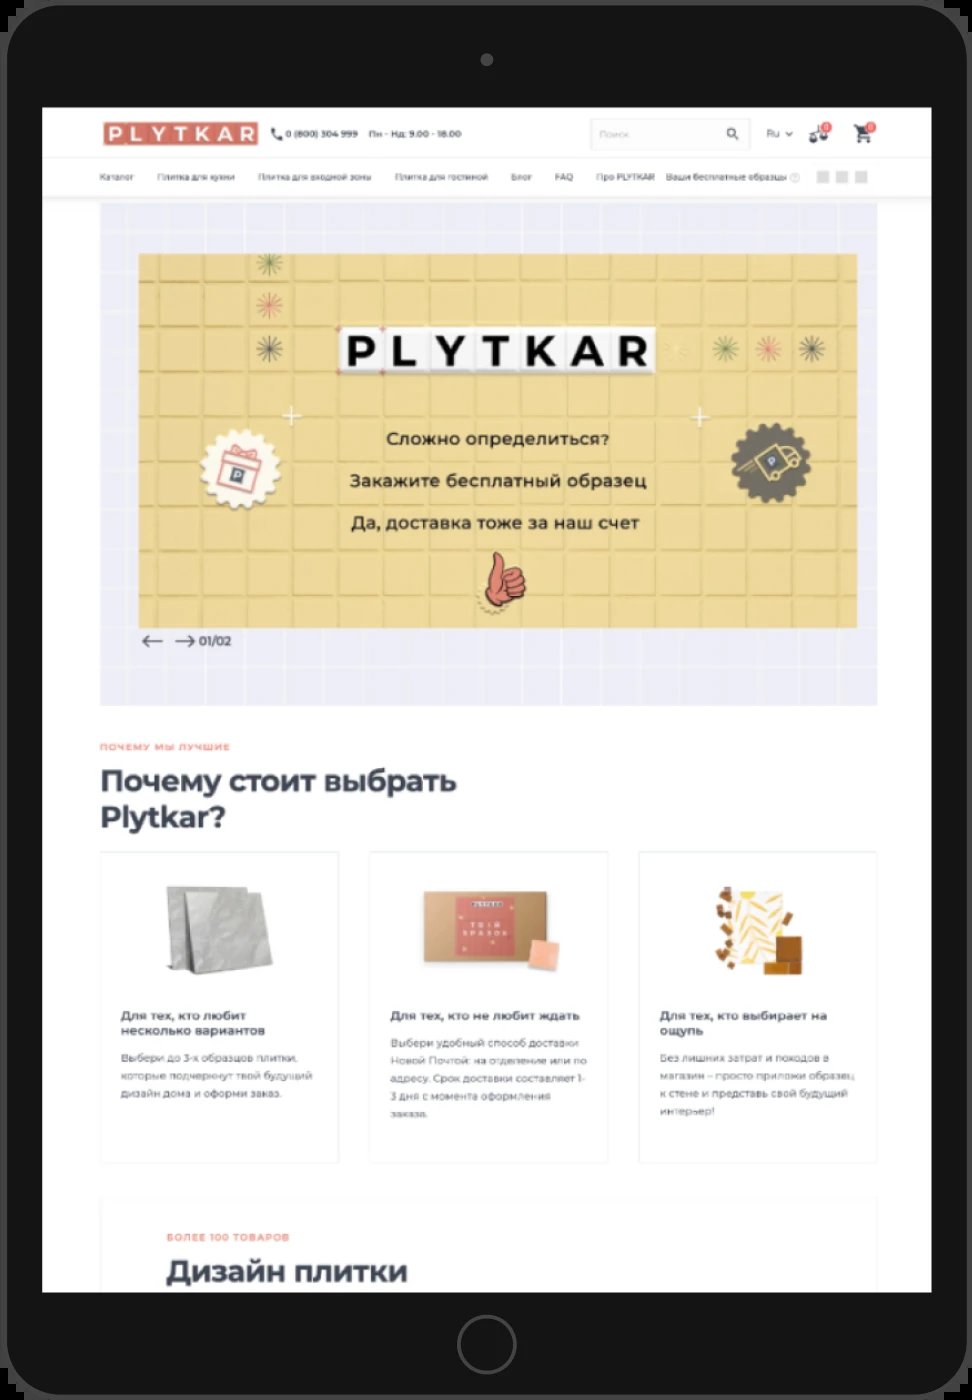 PLYTKAR
0 (800) 304 999 Пн - Нд: 9.00 - 18.00
Поиск
Ru
0
0
Каталог Плитка для кухни Плитка для входной зоны Плитка для гостиной Блог FAQ Про PLYTKAR Ваши бесплатные образцы
PLYTKAR
Сложно определиться?
Закажите бесплатный образец
Да, доставка тоже за наш счет
P
P
01/02
ПОЧЕМУ МЫ ЛУЧШИЕ
Почему стоит выбрать
Plytkar?
PLYTKAR
ТВІЙ
ЗРАЗОК
Для тех, кто любит
несколько вариантов
Выбери до 3-х образцов плитки,
которые подчеркнут твой будущий
дизайн дома и оформи заказ.
Для тех, кто не любит ждать
Выбери удобный способ доставки
Новой Почтой: на отделение или по
адресу. Срок доставки составляет 1-
3 дня с момента оформления
заказа.
Для тех, кто выбирает на
ощупь
Без лишних затрат и походов в
магазин – просто приложи образец
к стене и представь свой будущий
интерьер!
БОЛЕЕ 100 ТОВАРОВ
Дизайн плитки